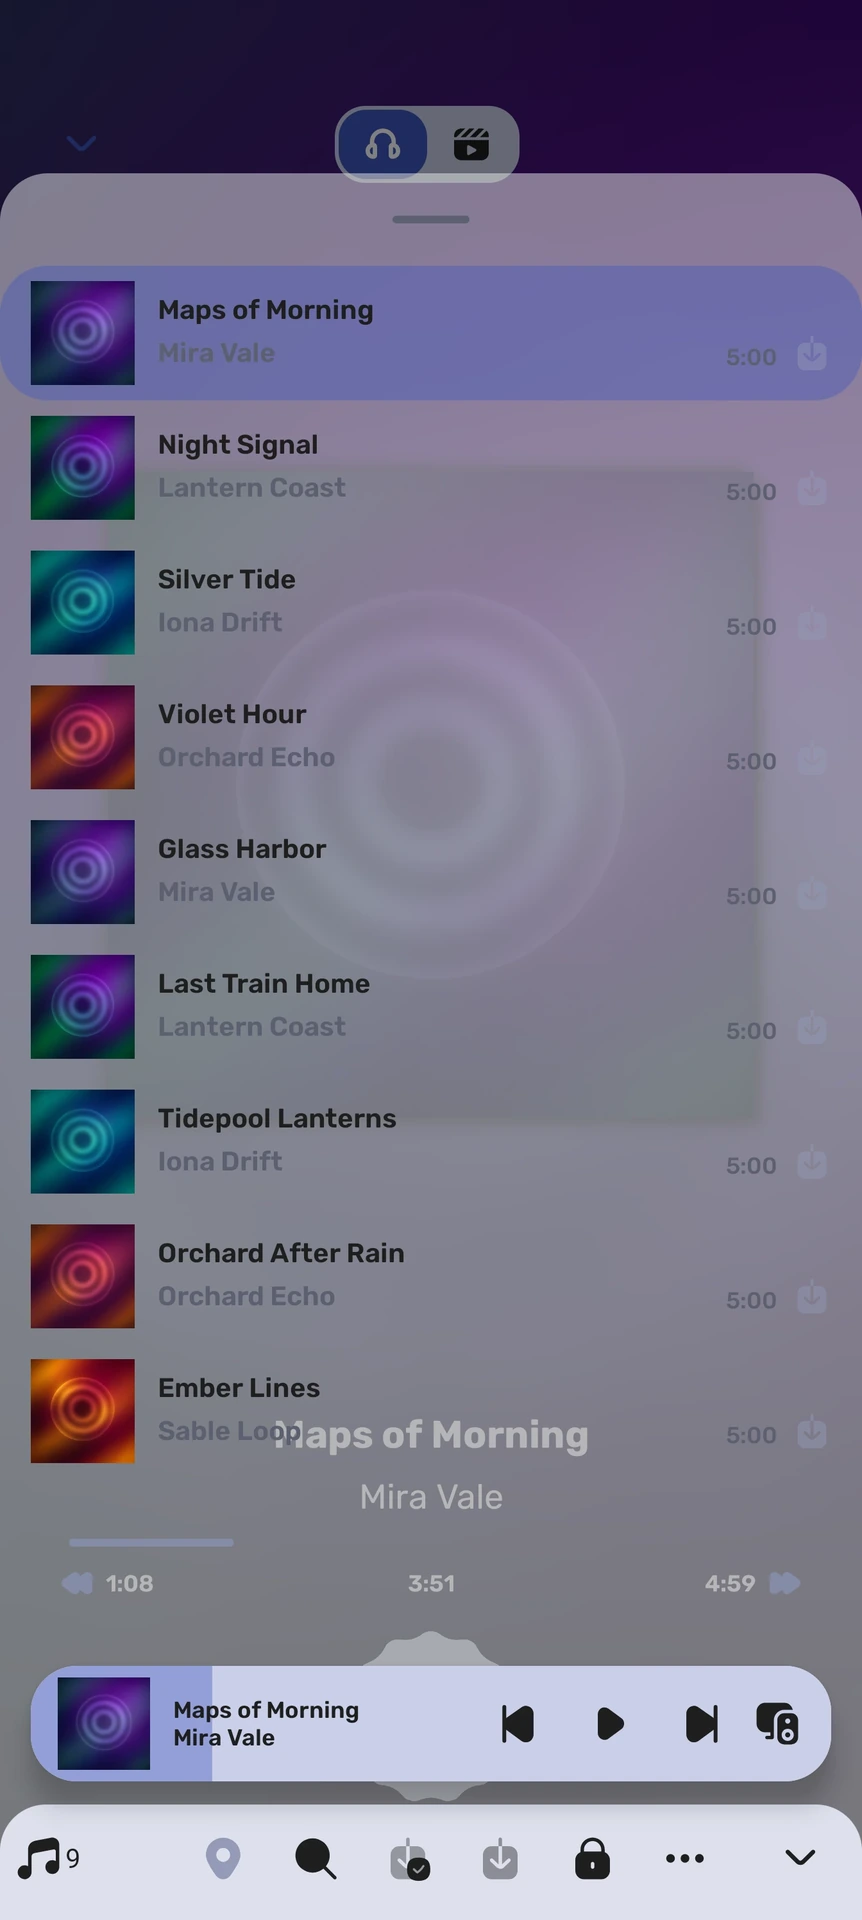 Maps of Morning
Mira Vale
5:00
Night Signal
Lantern Coast
5:00
Silver Tide
Iona Drift
5:00
Violet Hour
Orchard Echo
5:00
Glass Harbor
Mira Vale
5:00
Last Train Home
Lantern Coast
5:00
Tidepool Lanterns
Iona Drift
5:00
Orchard After Rain
Orchard Echo
5:00
Ember Lines
Sable Loop
5:00
Maps of Morning
Mira Vale
1:08 3:51 4:59
Maps of Morning
Mira Vale
9